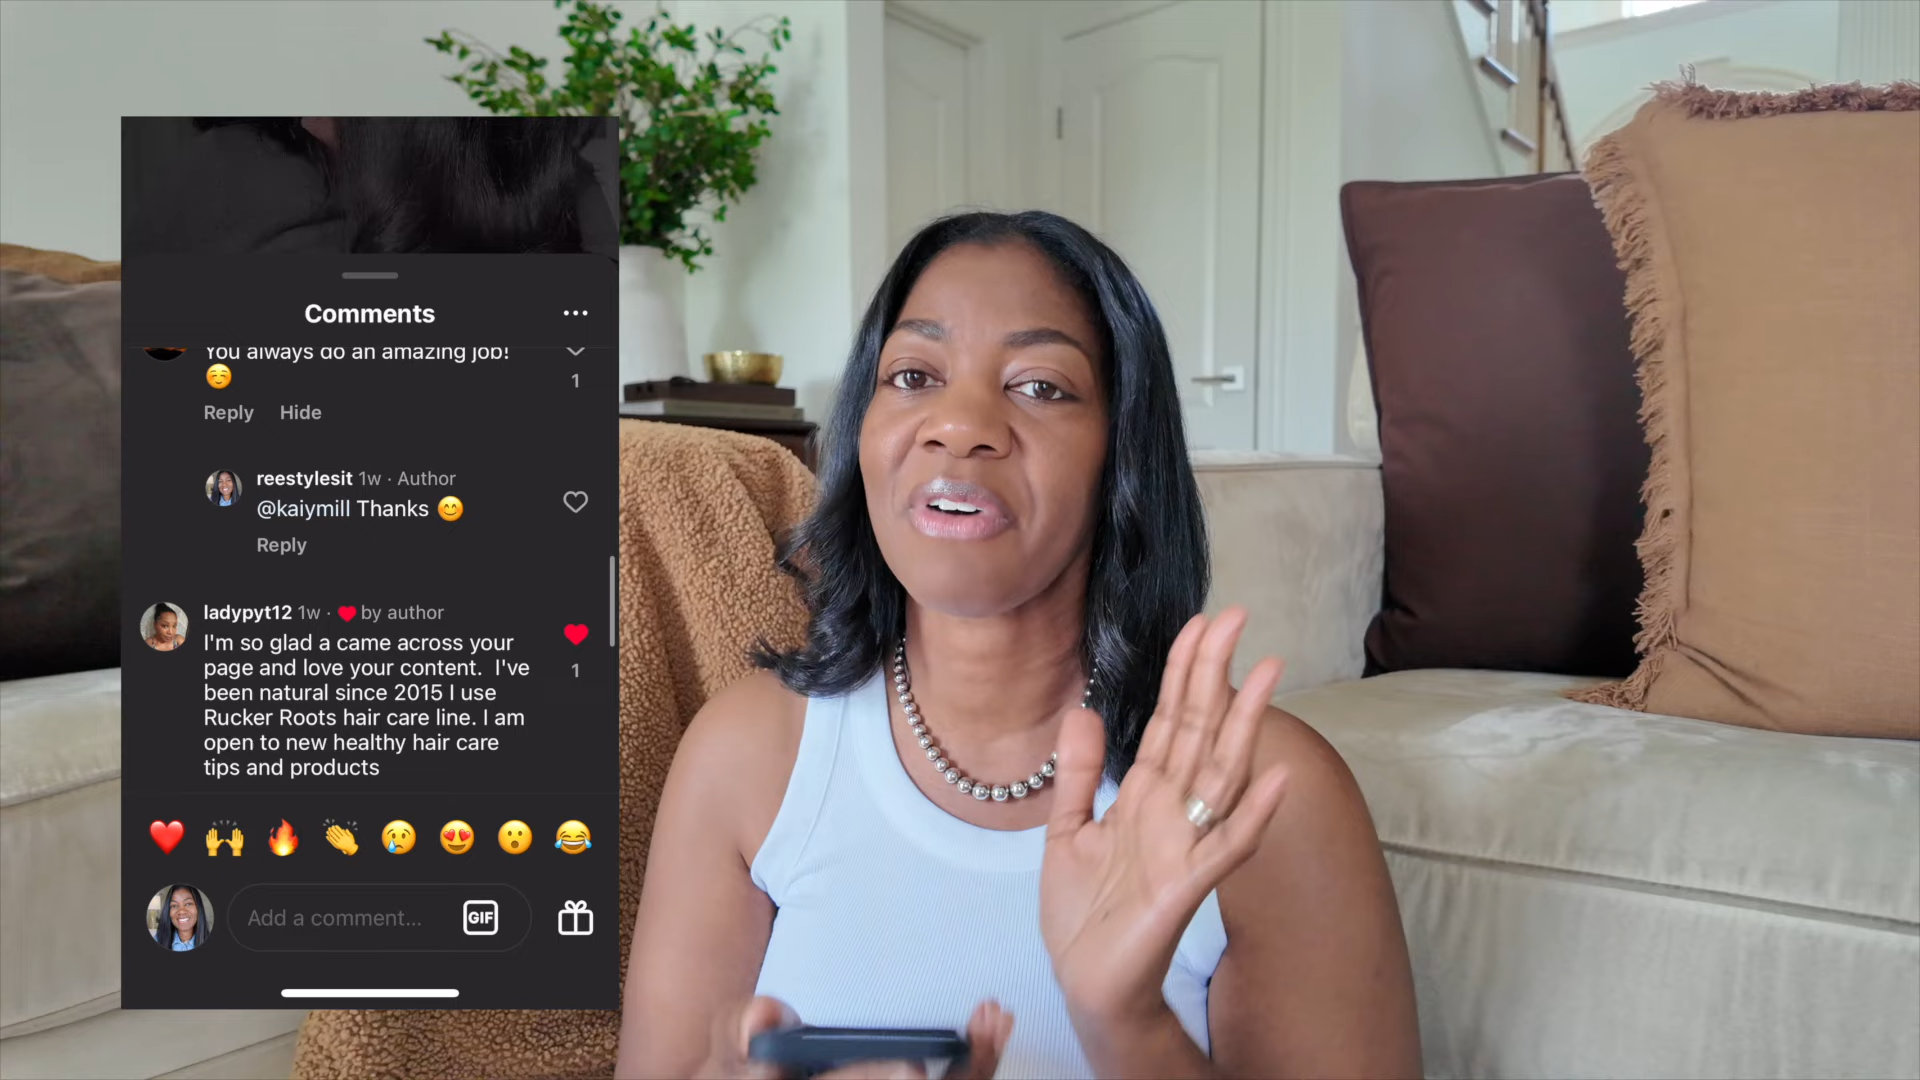 Comments
You always do an amazing job!
☺️
1
Reply Hide
reestylesit 1w · Author
@kaiymill Thanks 😊
Reply
ladypyt12 1w · ❤️ by author
I'm so glad a came across your
page and love your content. I've
been natural since 2015 I use
Rucker Roots hair care line. I am
open to new healthy hair care
tips and products
1
Add a comment...
GIF